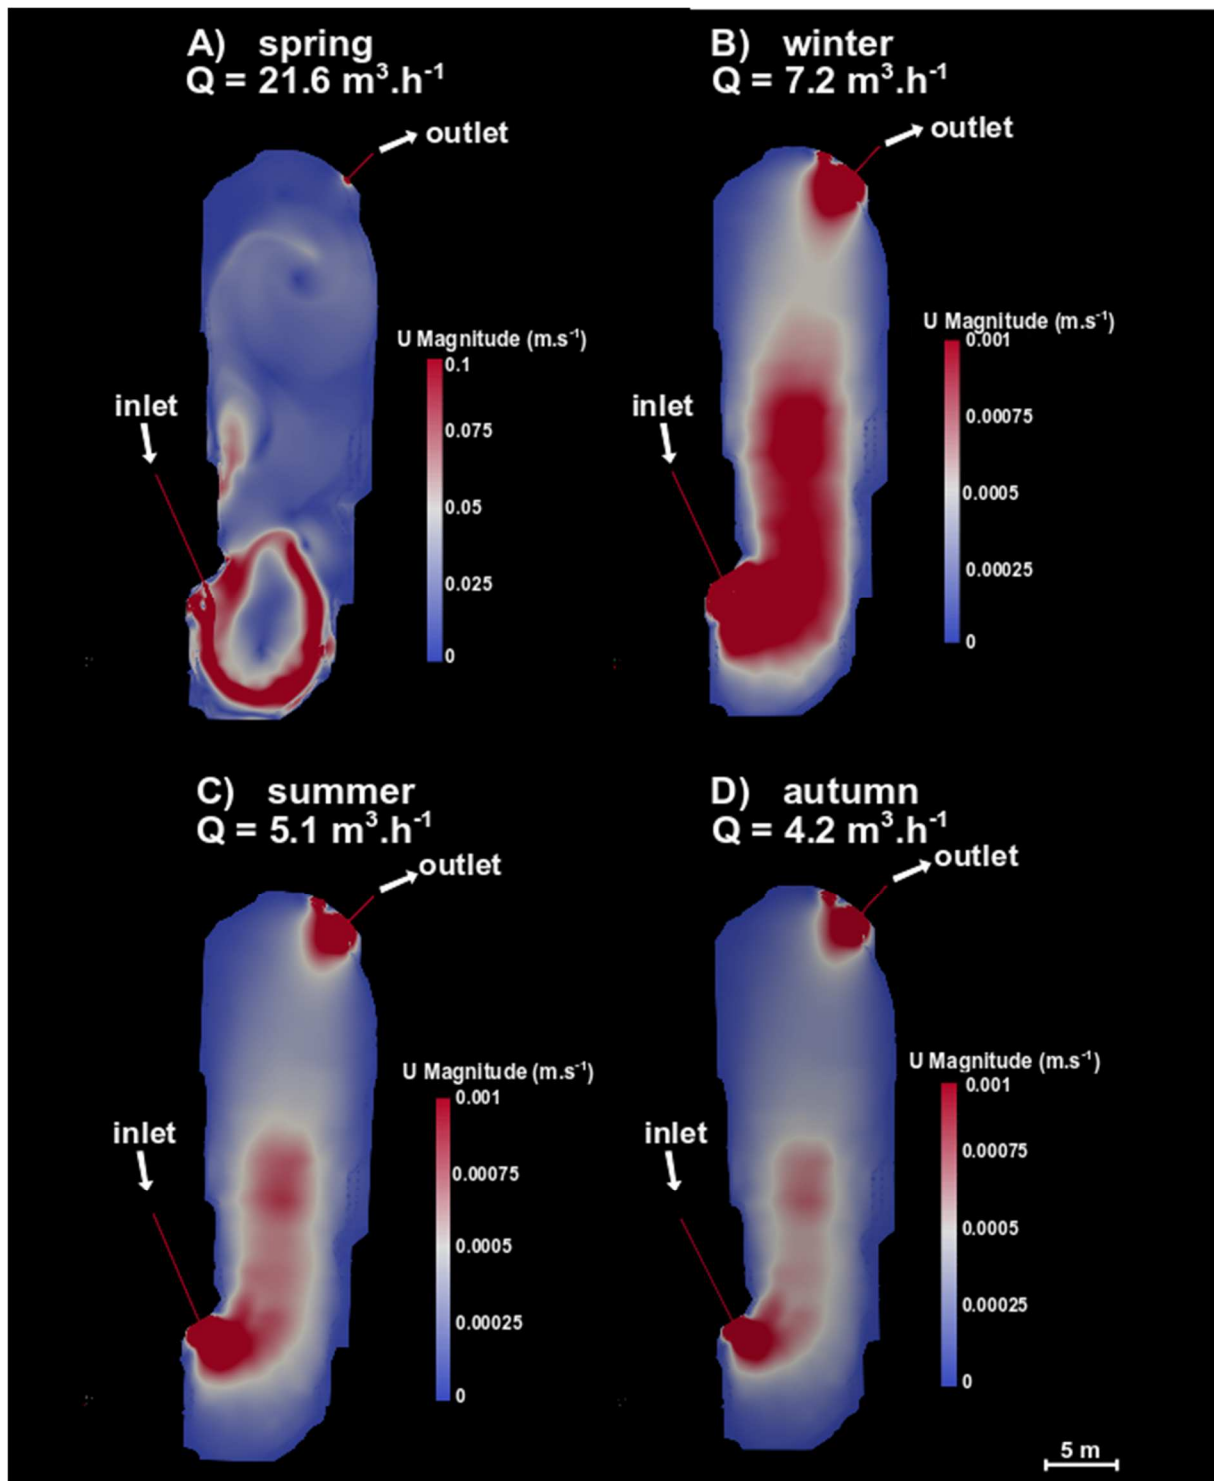 A) spring
Q = 21.6 m³.h⁻¹
outlet
U Magnitude (m.s⁻¹)
0.1
0.075
0.05
0.025
0
inlet
B) winter
Q = 7.2 m³.h⁻¹
outlet
U Magnitude (m.s⁻¹)
0.001
0.00075
0.0005
0.00025
0
inlet
C) summer
Q = 5.1 m³.h⁻¹
outlet
U Magnitude (m.s⁻¹)
0.001
0.00075
0.0005
0.00025
0
inlet
D) autumn
Q = 4.2 m³.h⁻¹
outlet
U Magnitude (m.s⁻¹)
0.001
0.00075
0.0005
0.00025
0
inlet
5 m